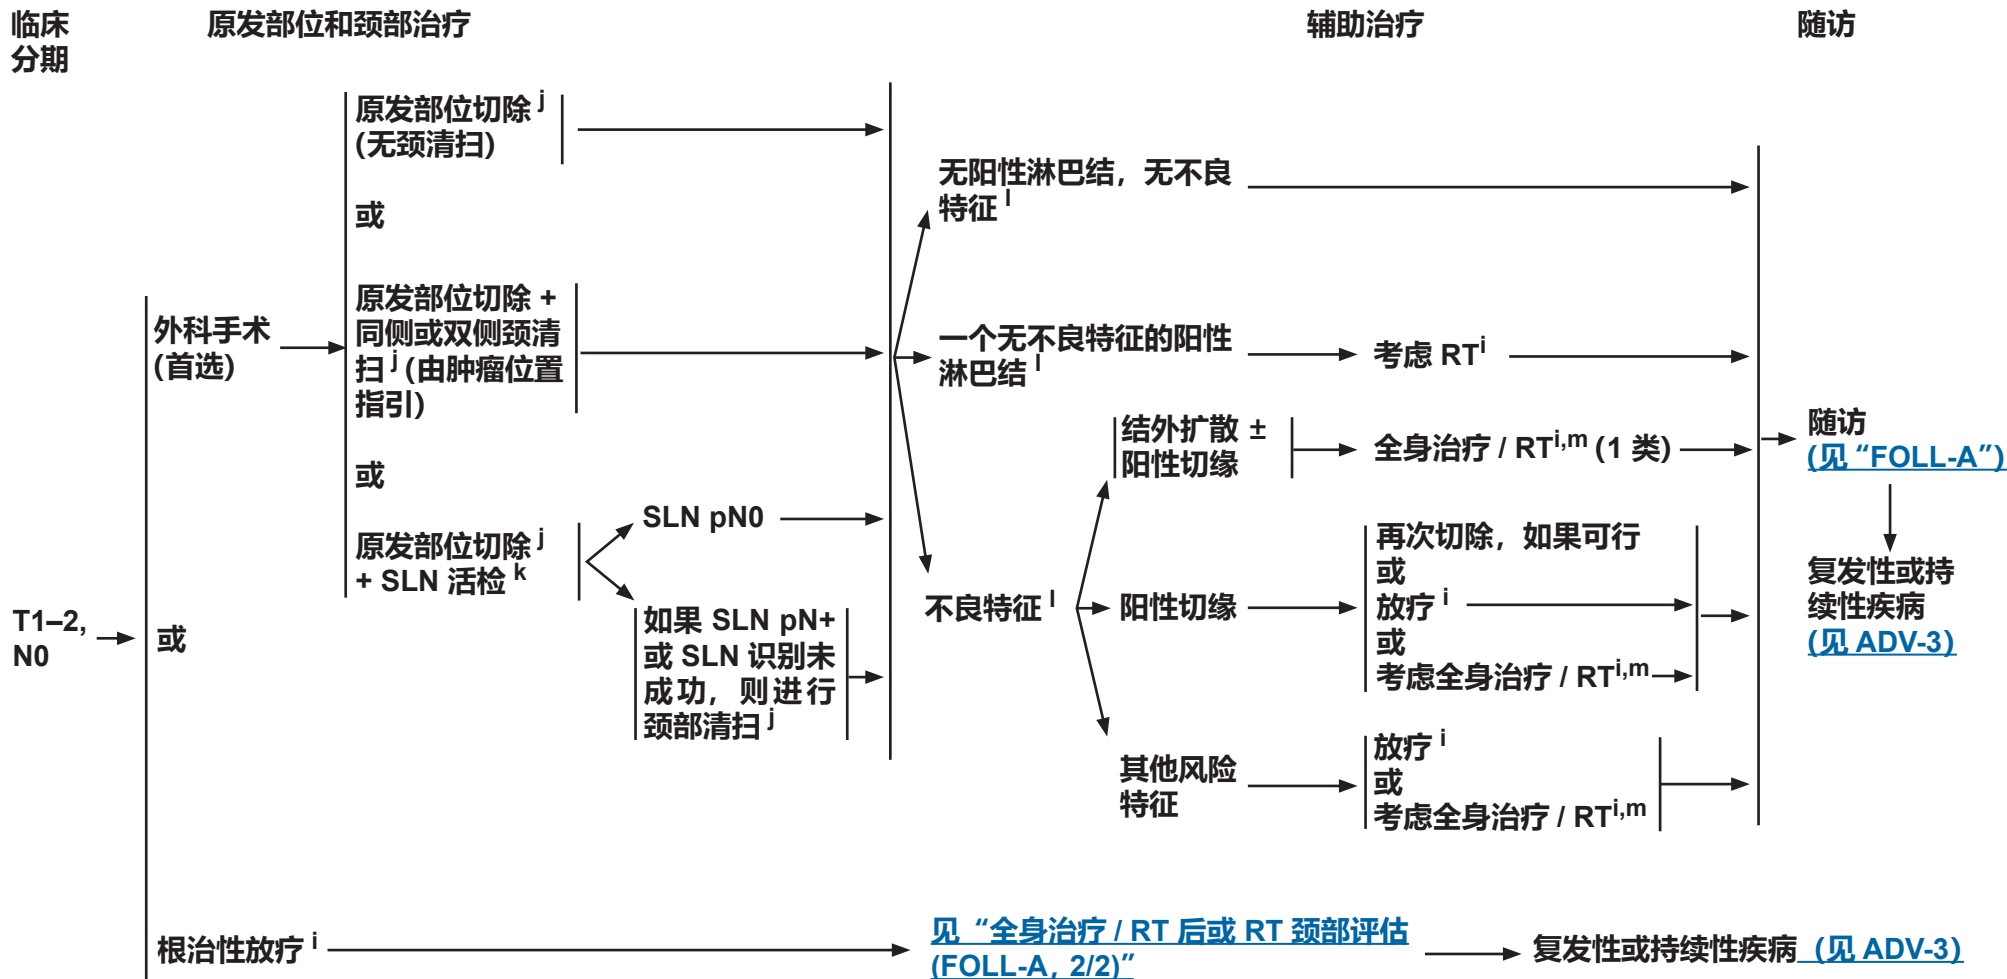 临床
分期
原发部位和颈部治疗
辅助治疗
随访
T1–2,
N0
外科手术
(首选)
或
根治性放疗 i
原发部位切除 j
(无颈清扫)
或
原发部位切除 +
同侧或双侧颈清
扫 j (由肿瘤位置
指引)
或
原发部位切除 j
+ SLN 活检 k
SLN pN0
如果 SLN pN+
或 SLN 识别未
成功，则进行
颈部清扫 j
无阳性淋巴结，无不良
特征 l
一个无不良特征的阳性
淋巴结 l
考虑 RTi
不良特征 l
结外扩散 ±
阳性切缘
全身治疗 / RTi,m (1 类)
阳性切缘
再次切除，如果可行
或
放疗 i
或
考虑全身治疗 / RTi,m
其他风险
特征
放疗 i
或
考虑全身治疗 / RTi,m
随访
(见 “FOLL-A”)
复发性或持
续性疾病
(见 ADV-3)
见 “全身治疗 / RT 后或 RT 颈部评估
(FOLL-A, 2/2)”
复发性或持续性疾病 (见 ADV-3)